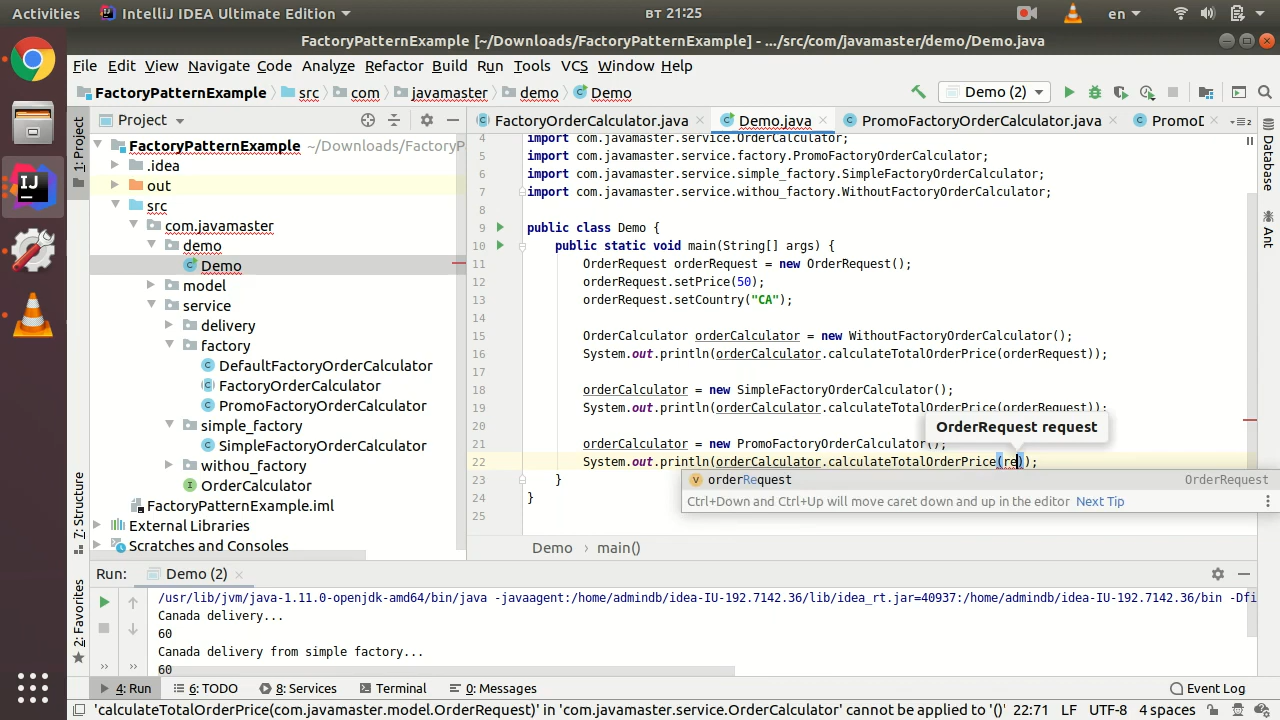 Activities IntelliJ IDEA Ultimate Edition вт 21:25 en
FactoryPatternExample [~/Downloads/FactoryPatternExample] - .../src/com/javamaster/demo/Demo.java
File Edit View Navigate Code Analyze Refactor Build Run Tools VCS Window Help
FactoryPatternExample src com javamaster demo Demo Demo (2)
Project FactoryOrderCalculator.java Demo.java PromoFactoryOrderCalculator.java
1: Project
FactoryPatternExample ~/Downloads/FactoryP
.idea
out
src
com.javamaster
demo
Demo
model
service
delivery
factory
DefaultFactoryOrderCalculator
FactoryOrderCalculator
PromoFactoryOrderCalculator
simple_factory
SimpleFactoryOrderCalculator
withou_factory
OrderCalculator
FactoryPatternExample.iml
External Libraries
Scratches and Consoles
7: Structure
2: Favorites
4 import com.javamaster.service.OrderCalculator;
5 import com.javamaster.service.factory.PromoFactoryOrderCalculator;
6 import com.javamaster.service.simple_factory.SimpleFactoryOrderCalculator;
7 import com.javamaster.service.withou_factory.WithoutFactoryOrderCalculator;
8
9 public class Demo {
10 public static void main(String[] args) {
11 OrderRequest orderRequest = new OrderRequest();
12 orderRequest.setPrice(50);
13 orderRequest.setCountry("CA");
14
15 OrderCalculator orderCalculator = new WithoutFactoryOrderCalculator();
16 System.out.println(orderCalculator.calculateTotalOrderPrice(orderRequest));
17
18 orderCalculator = new SimpleFactoryOrderCalculator();
19 System.out.println(orderCalculator.calculateTotalOrderPrice(orderRequest));
20
OrderRequest request
21 orderCalculator = new PromoFactoryOrderCalculator();
22 System.out.println(orderCalculator.calculateTotalOrderPrice(re));
23 }
24 }
25
orderRequest OrderRequest
Ctrl+Down and Ctrl+Up will move caret down and up in the editor Next Tip
Demo main()
Database
Ant
Run: Demo (2)
/usr/lib/jvm/java-1.11.0-openjdk-amd64/bin/java -javaagent:/home/admindb/idea-IU-192.7142.36/lib/idea_rt.jar=40937:/home/admindb/idea-IU-192.7142.36/bin -Dfi
Canada delivery...
60
Canada delivery from simple factory...
60
4: Run 6: TODO 8: Services Terminal 0: Messages Event Log
'calculateTotalOrderPrice(com.javamaster.model.OrderRequest)' in 'com.javamaster.service.OrderCalculator' cannot be applied to '()' 22:71 LF UTF-8 4 spaces